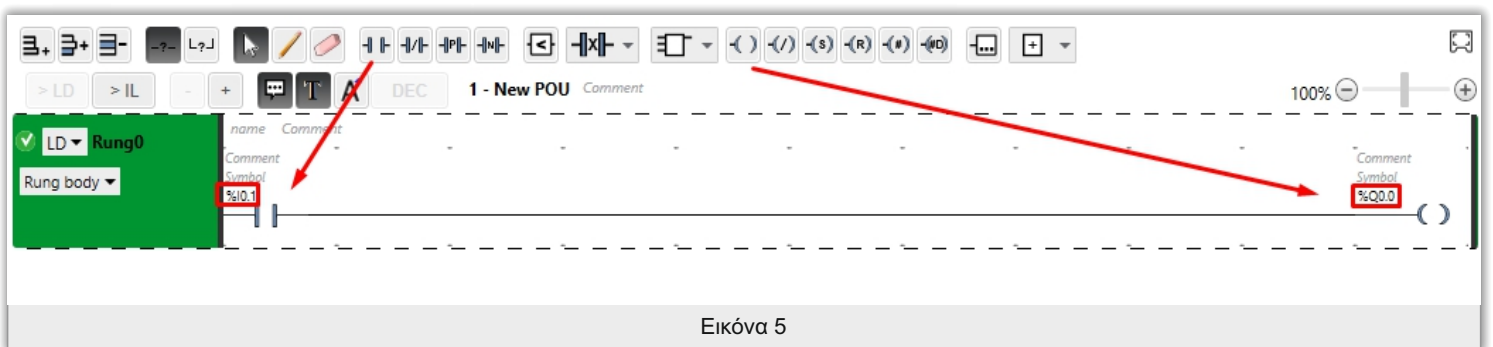 -?- L?┘ P N < X ( ) (/) (S) (R) (#) (#D) ... +
> LD > IL - + T A DEC 1 - New POU Comment 100%
name Comment
LD Rung0
Comment Comment
Rung body Symbol Symbol
%I0.1 %Q0.0
Εικόνα 5